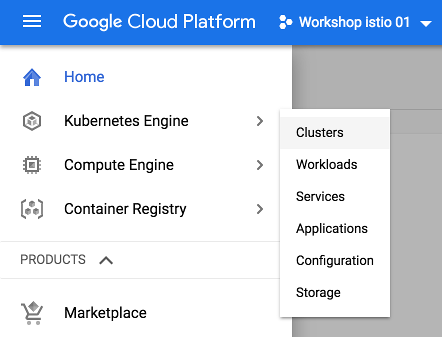 Google Cloud Platform Workshop istio 01
Home
Kubernetes Engine
Compute Engine
Container Registry
PRODUCTS
Marketplace
Clusters
Workloads
Services
Applications
Configuration
Storage